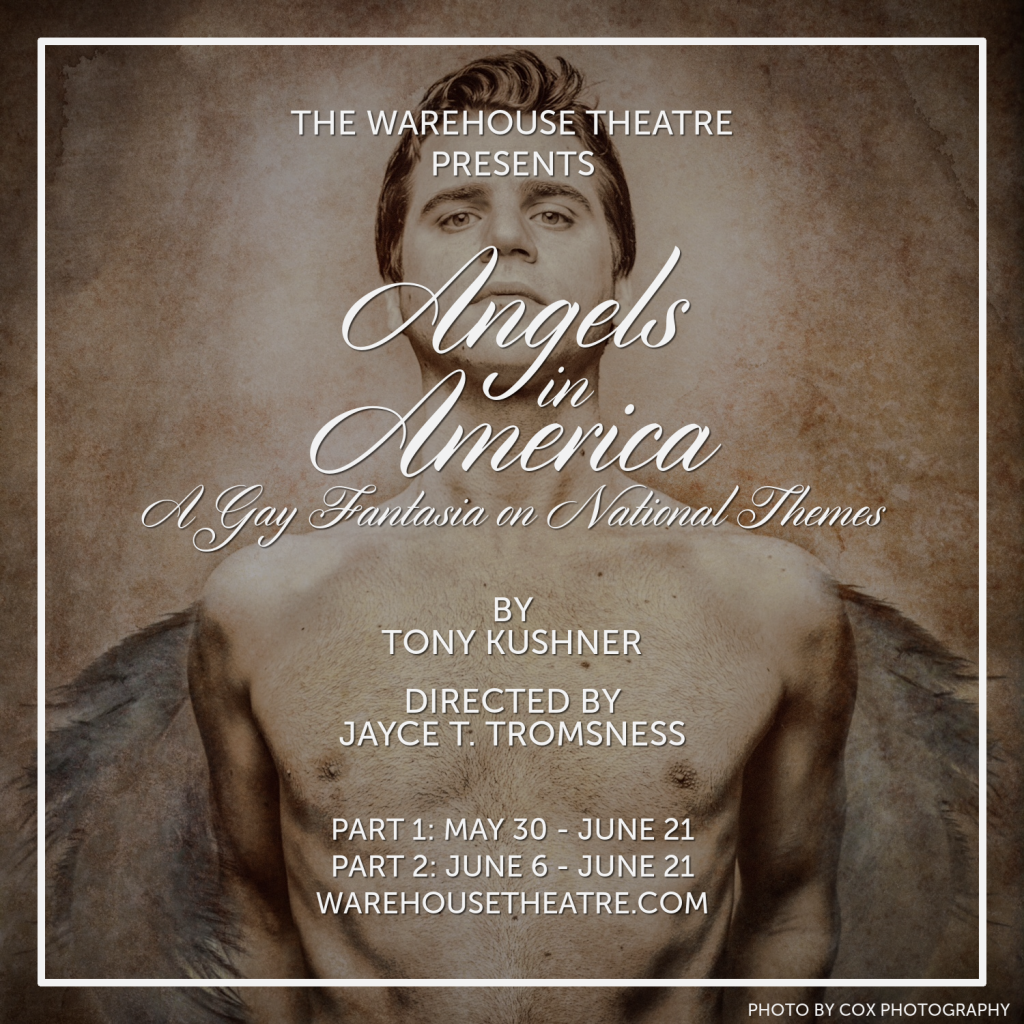 THE WAREHOUSE THEATRE
PRESENTS
Angels
in
America
A Gay Fantasia on National Themes
BY
TONY KUSHNER
DIRECTED BY
JAYCE T. TROMSNESS
PART 1: MAY 30 - JUNE 21
PART 2: JUNE 6 - JUNE 21
WAREHOUSETHEATRE.COM
PHOTO BY COX PHOTOGRAPHY